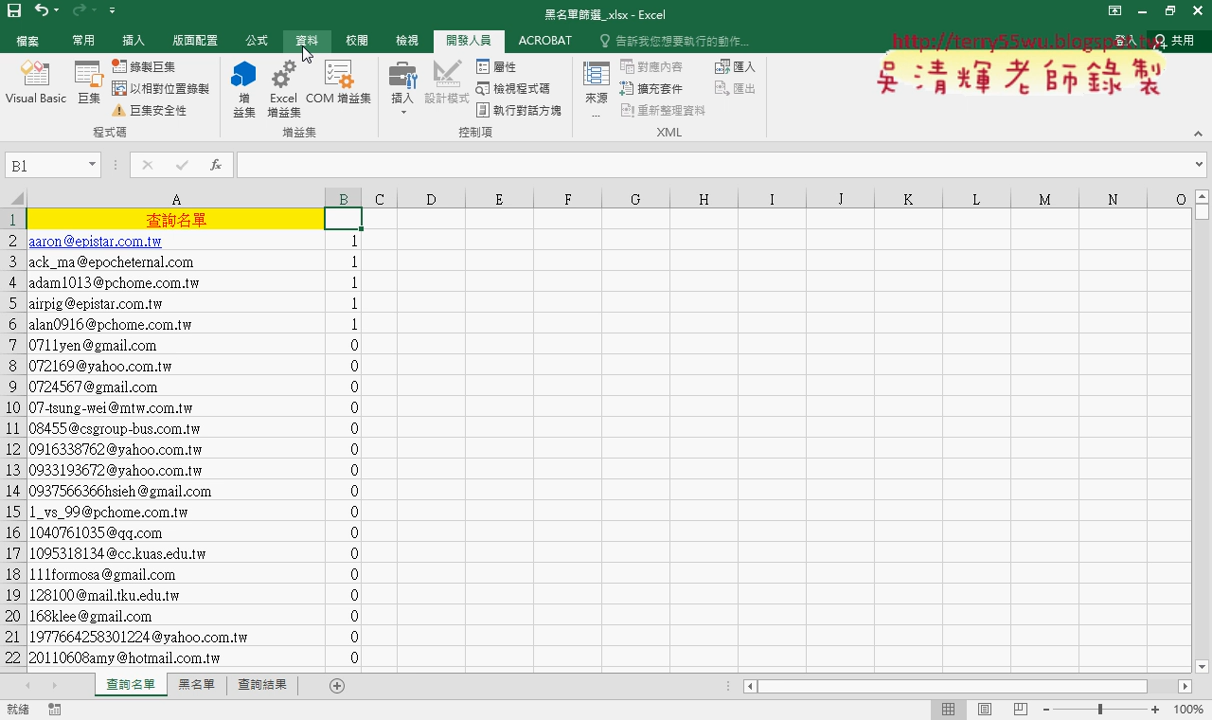 黑名單篩選_.xlsx - Excel
檔案 常用 插入 版面配置 公式 資料 校閱 檢視 開發人員 ACROBAT 告訴我您想要執行的動作... 登入 共用
http://terry55wu.blogspot.tw
吳清輝老師錄製
Visual Basic 巨集 錄製巨集 以相對位置錄製 巨集安全性
增益集 Excel 增益集 COM 增益集
插入 設計模式 屬性 檢視程式碼 執行對話方塊
來源... 對應內容 擴充套件 重新整理資料 匯入 匯出
程式碼 增益集 控制項 XML
B1 fx
A B C D E F G H I J K L M N O
1 查詢名單
2 aaron@epistar.com.tw 1
3 ack_ma@epocheternal.com 1
4 adam1013@pchome.com.tw 1
5 airpig@epistar.com.tw 1
6 alan0916@pchome.com.tw 1
7 0711yen@gmail.com 0
8 072169@yahoo.com.tw 0
9 0724567@gmail.com 0
10 07-tsung-wei@mtw.com.tw 0
11 08455@csgroup-bus.com.tw 0
12 0916338762@yahoo.com.tw 0
13 0933193672@yahoo.com.tw 0
14 0937566366hsieh@gmail.com 0
15 1_vs_99@pchome.com.tw 0
16 1040761035@qq.com 0
17 1095318134@cc.kuas.edu.tw 0
18 111formosa@gmail.com 0
19 128100@mail.tku.edu.tw 0
20 168klee@gmail.com 0
21 1977664258301224@yahoo.com.tw 0
22 20110608amy@hotmail.com.tw 0
查詢名單 黑名單 查詢結果
就緒 100%